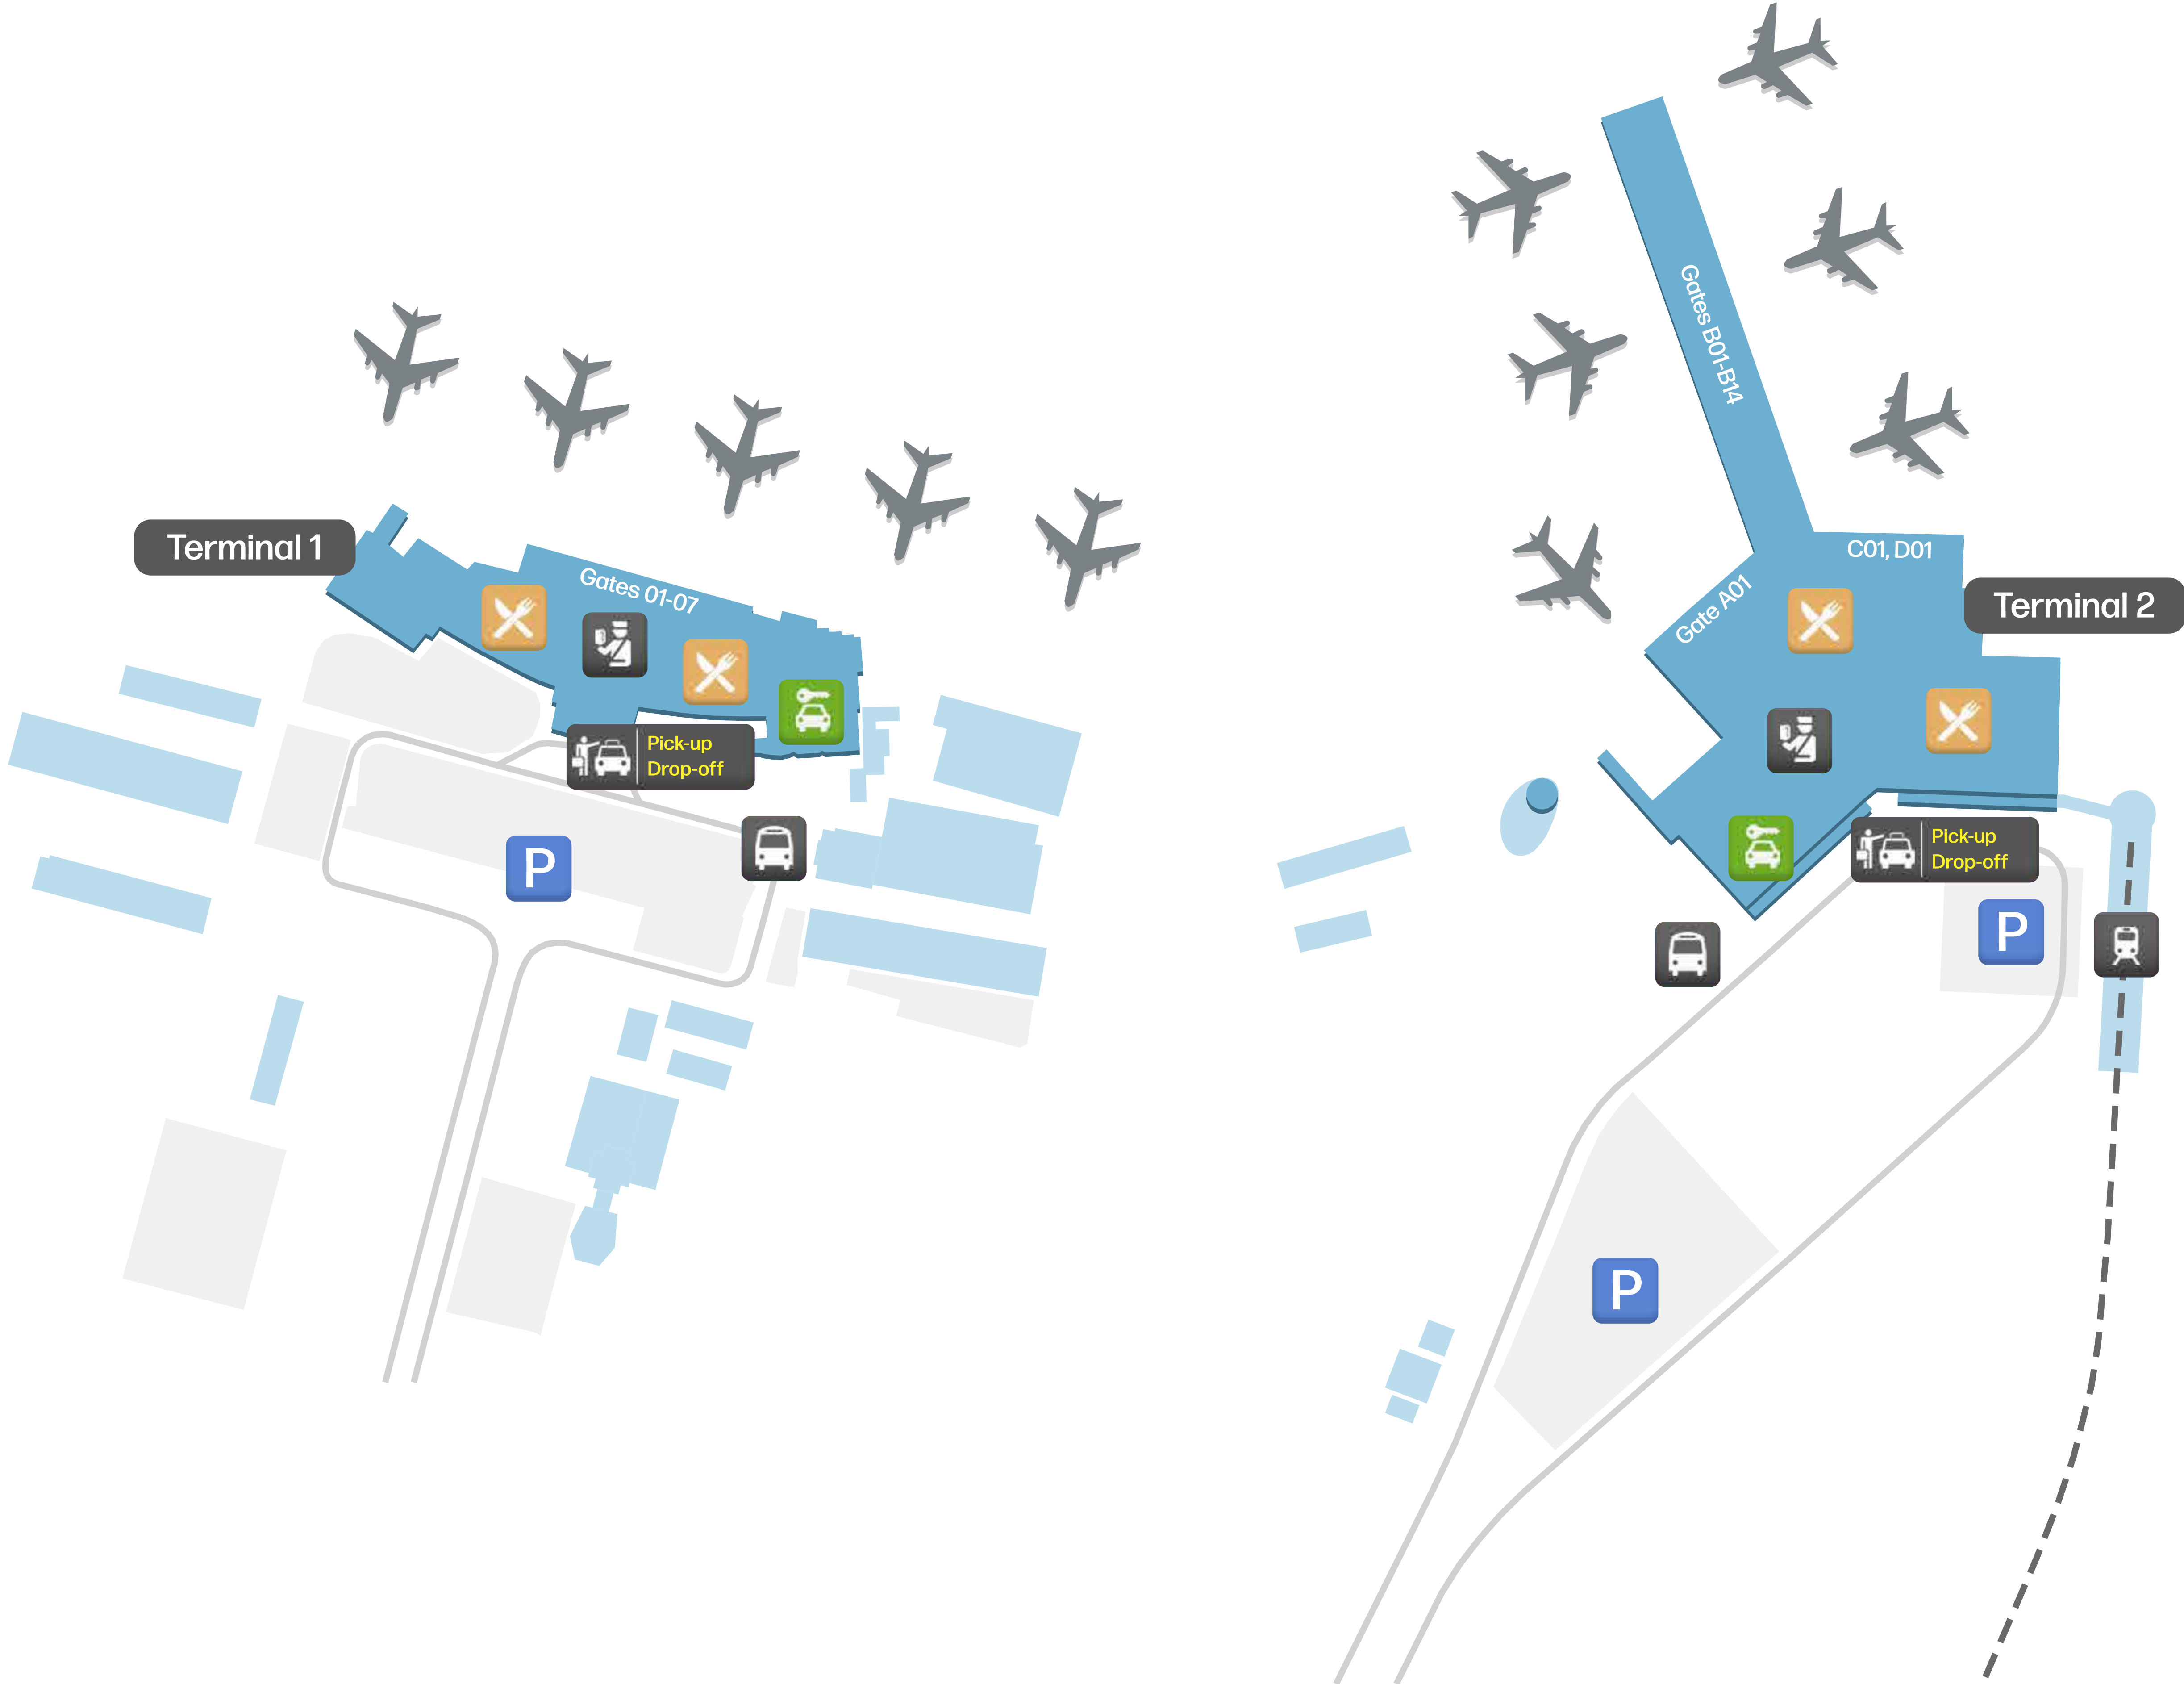 Terminal 1
Gates 01-07
Pick-up
Drop-off
P
Gates B01-B14
C01, D01
Gate A01
Terminal 2
Pick-up
Drop-off
P
P